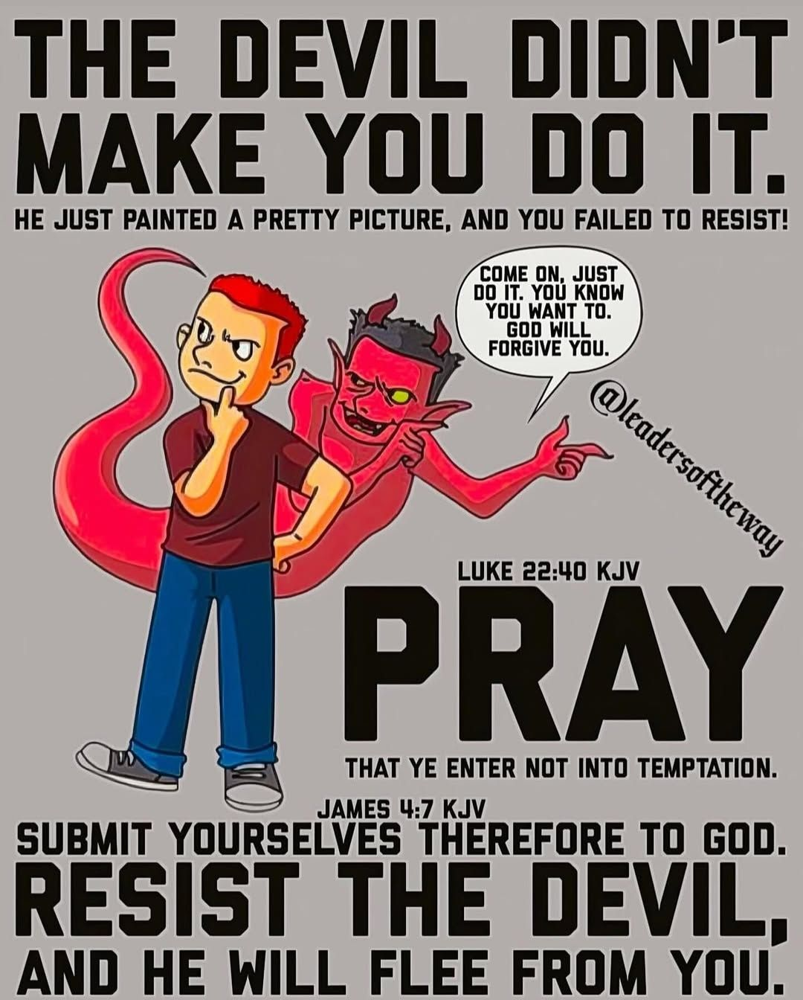 THE DEVIL DIDN'T
MAKE YOU DO IT.
HE JUST PAINTED A PRETTY PICTURE, AND YOU FAILED TO RESIST!
COME ON, JUST
DO IT. YOU KNOW
YOU WANT TO.
GOD WILL
FORGIVE YOU.
@leadersoftheway
LUKE 22:40 KJV
PRAY
THAT YE ENTER NOT INTO TEMPTATION.
JAMES 4:7 KJV
SUBMIT YOURSELVES THEREFORE TO GOD.
RESIST THE DEVIL,
AND HE WILL FLEE FROM YOU.